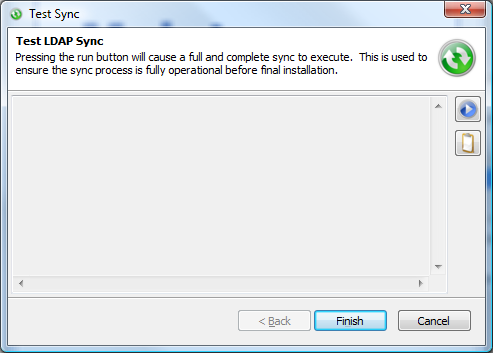 Test Sync
Test LDAP Sync
Pressing the run button will cause a full and complete sync to execute.  This is used to
ensure the sync process is fully operational before final installation.
< Back
Finish
Cancel